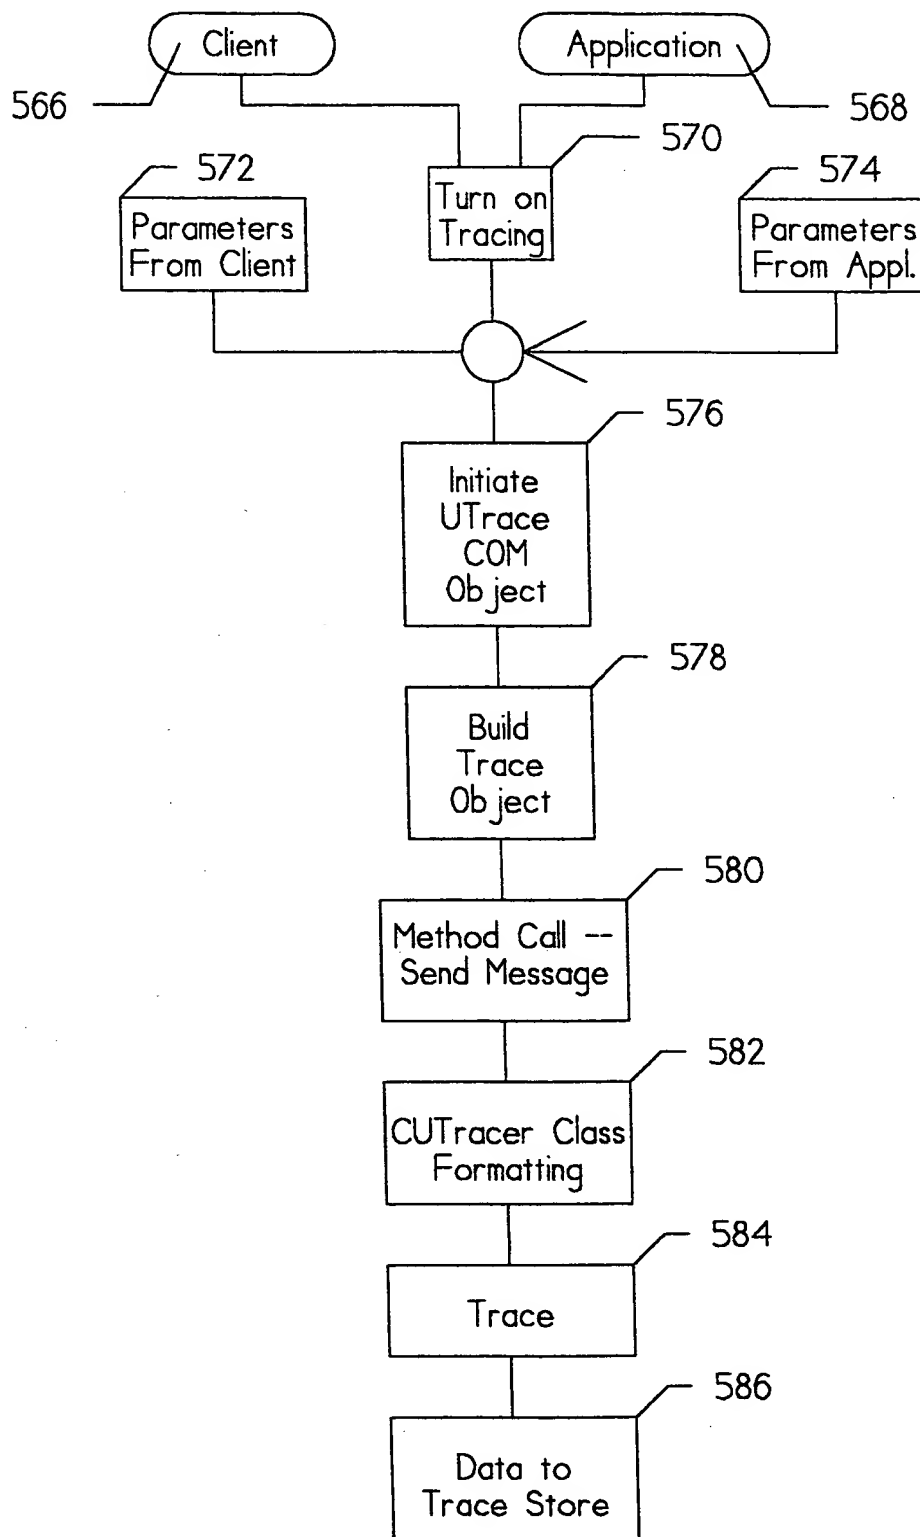 Client
Application
566
568
570
572
574
Turn on
Tracing
Parameters
From Client
Parameters
From Appl.
576
Initiate
UTrace
COM
Object
578
Build
Trace
Object
580
Method Call --
Send Message
582
CUTracer Class
Formatting
584
Trace
586
Data to
Trace Store